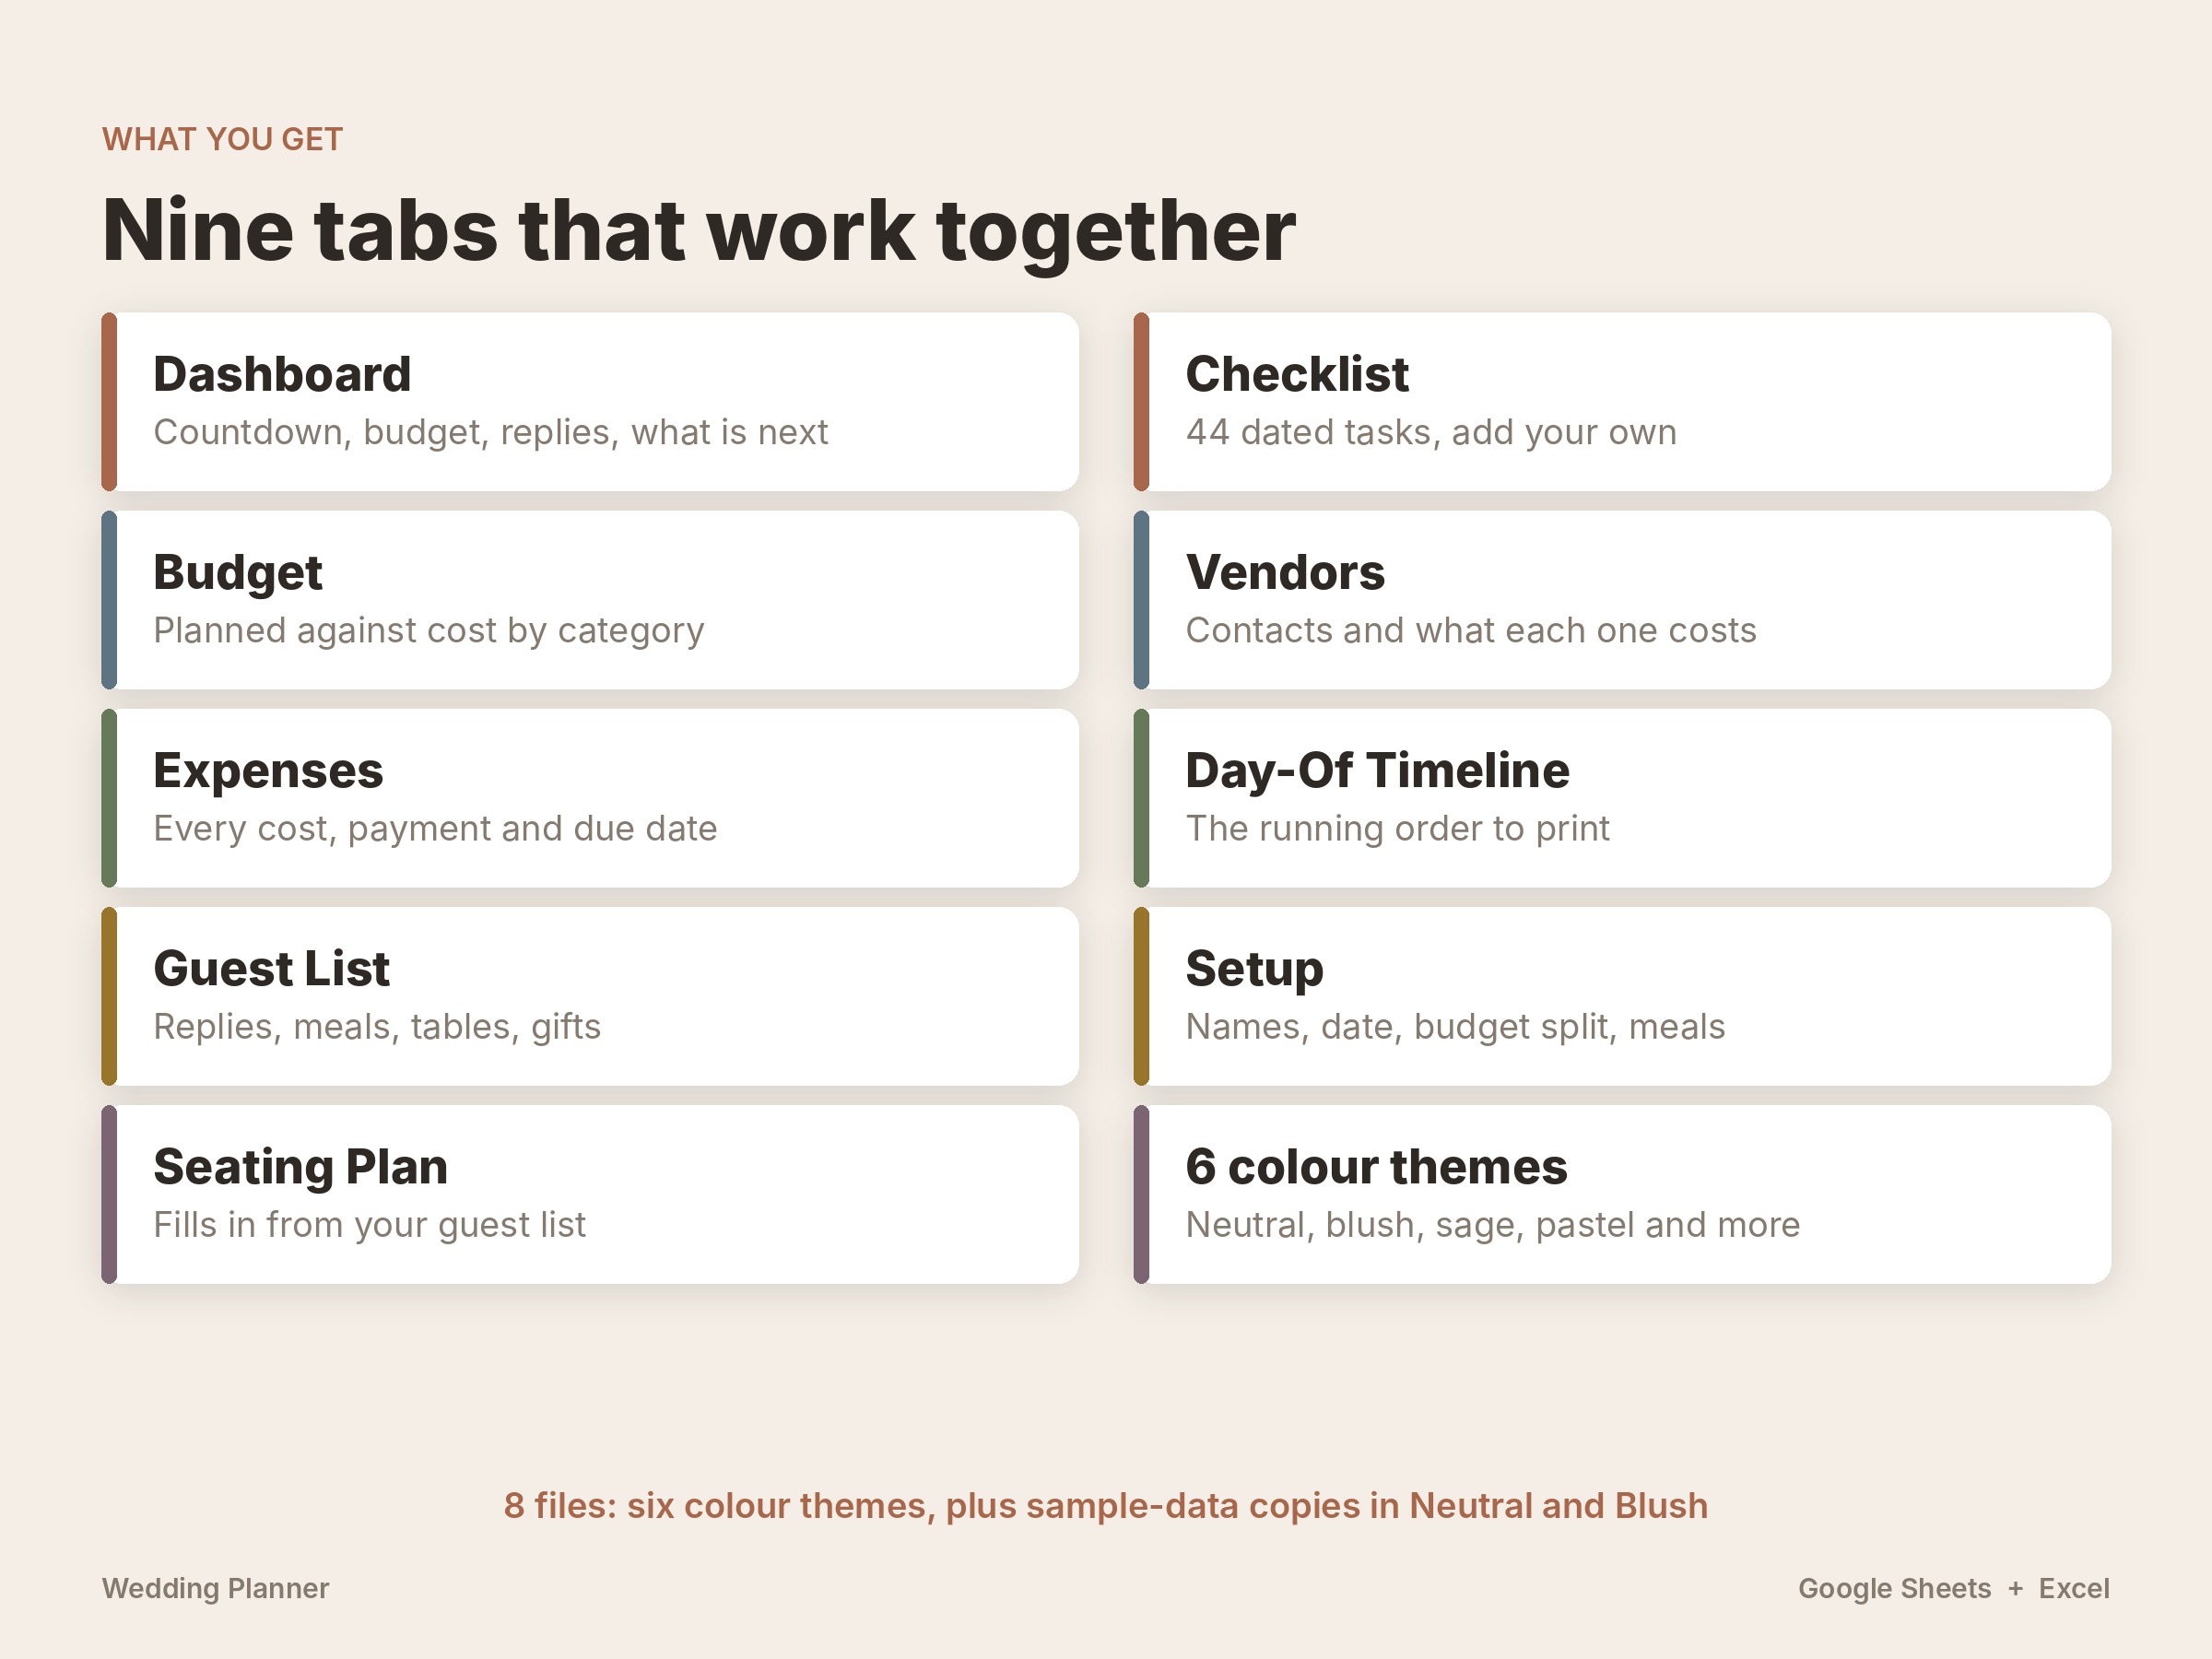 WHAT YOU GET
Nine tabs that work together
Dashboard
Countdown, budget, replies, what is next
Checklist
44 dated tasks, add your own
Budget
Planned against cost by category
Vendors
Contacts and what each one costs
Expenses
Every cost, payment and due date
Day-Of Timeline
The running order to print
Guest List
Replies, meals, tables, gifts
Setup
Names, date, budget split, meals
Seating Plan
Fills in from your guest list
6 colour themes
Neutral, blush, sage, pastel and more
8 files: six colour themes, plus sample-data copies in Neutral and Blush
Wedding Planner
Google Sheets + Excel